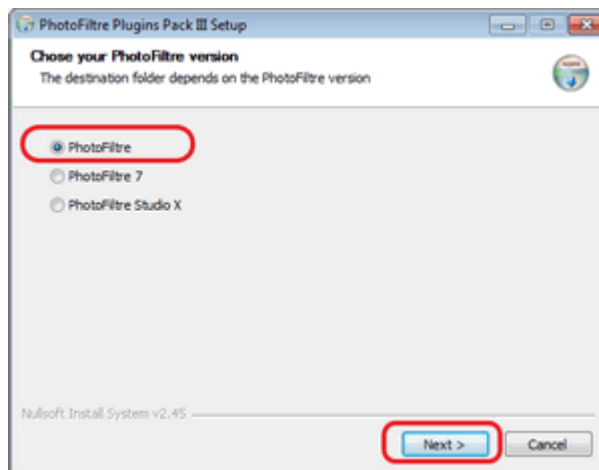 PhotoFiltre Plugins Pack III Setup
Chose your PhotoFiltre version
The destination folder depends on the PhotoFiltre version
PhotoFiltre
PhotoFiltre 7
PhotoFiltre Studio X
Nullsoft Install System v2.45
Next >
Cancel